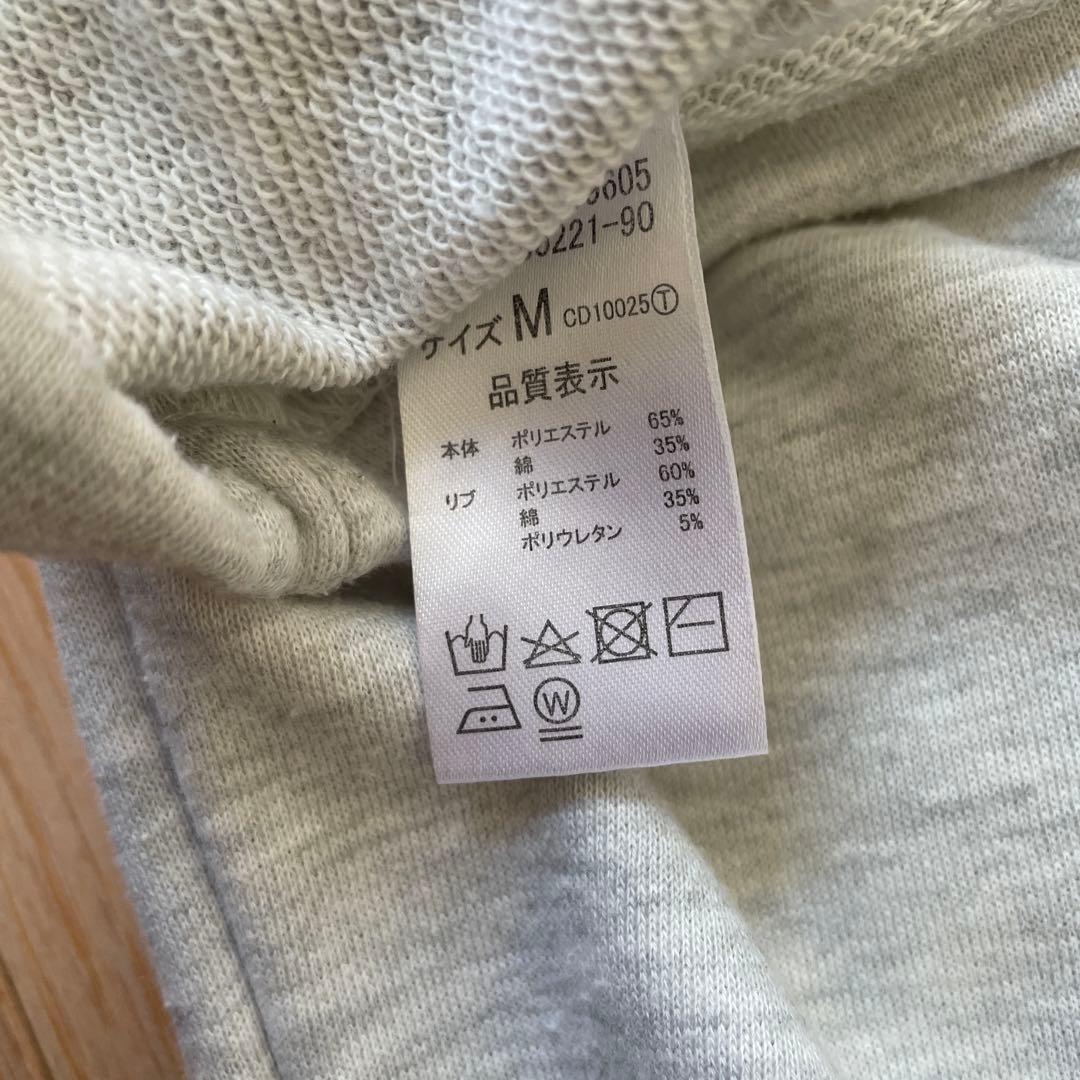 605
221-90
サイズ M CD10025Ⓣ
品質表示
本体 ポリエステル 65%
綿 35%
リブ ポリエステル 60%
綿 35%
ポリウレタン 5%
W